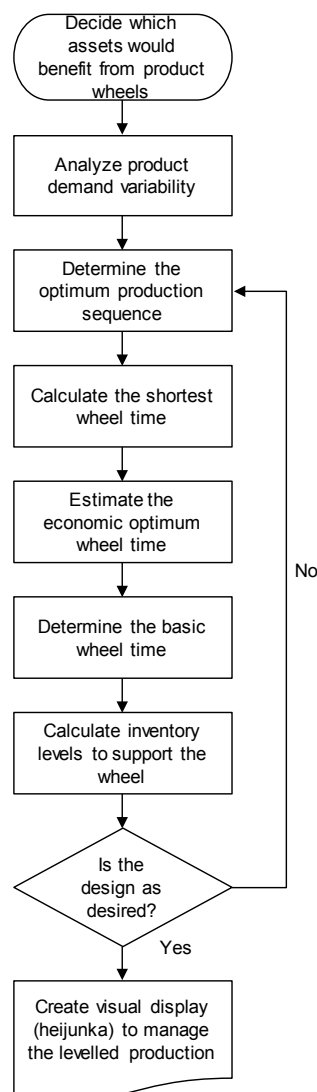 Decide which
assets would
benefit from product
wheels
Analyze product
demand variability
Determine the
optimum production
sequence
Calculate the shortest
wheel time
Estimate the
economic optimum
wheel time
No
Determine the basic
wheel time
Calculate inventory
levels to support the
wheel
Is the
design as
desired?
Yes
Create visual display
(heijunka) to manage
the levelled production